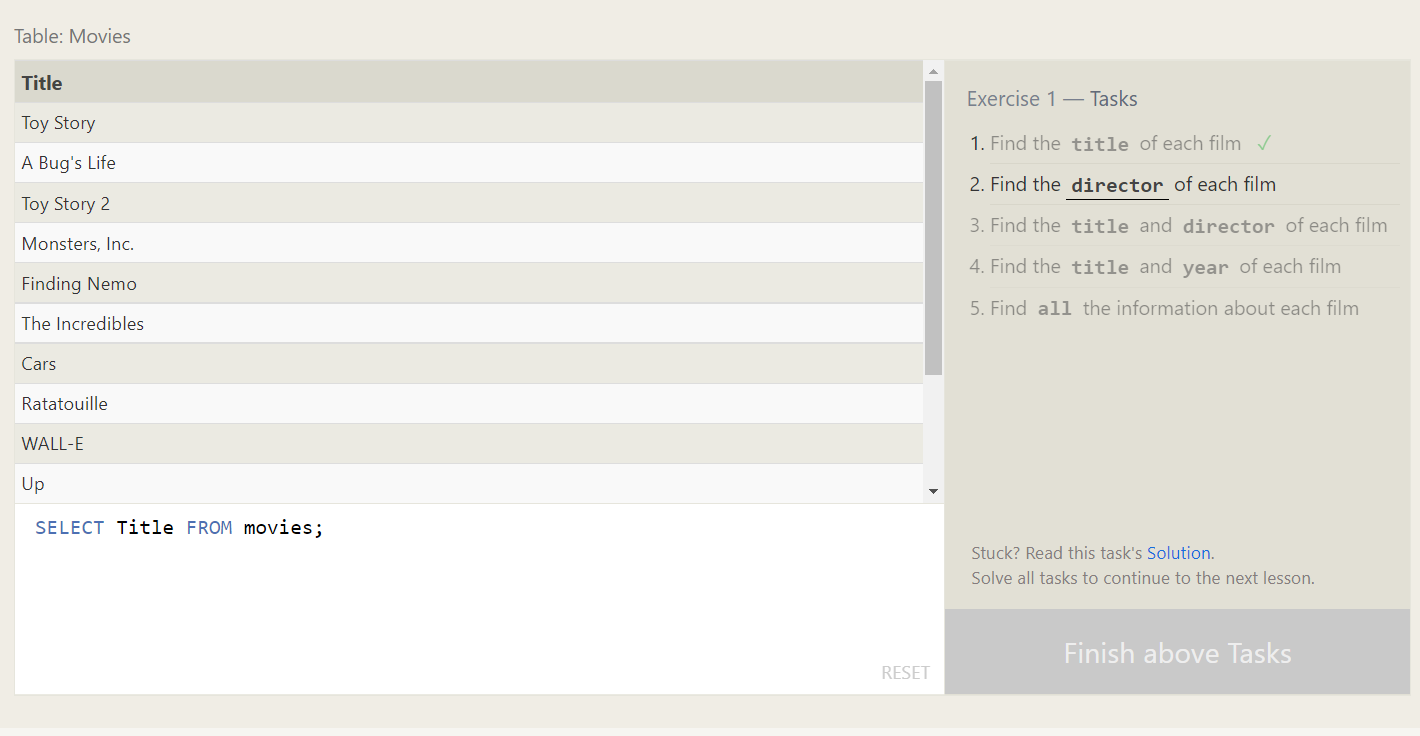 Table: Movies
Title
Toy Story
A Bug's Life
Toy Story 2
Monsters, Inc.
Finding Nemo
The Incredibles
Cars
Ratatouille
WALL-E
Up
SELECT Title FROM movies;
RESET
Exercise 1 — Tasks
1. Find the title of each film ✓
2. Find the director of each film
3. Find the title and director of each film
4. Find the title and year of each film
5. Find all the information about each film
Stuck? Read this task's Solution.
Solve all tasks to continue to the next lesson.
Finish above Tasks